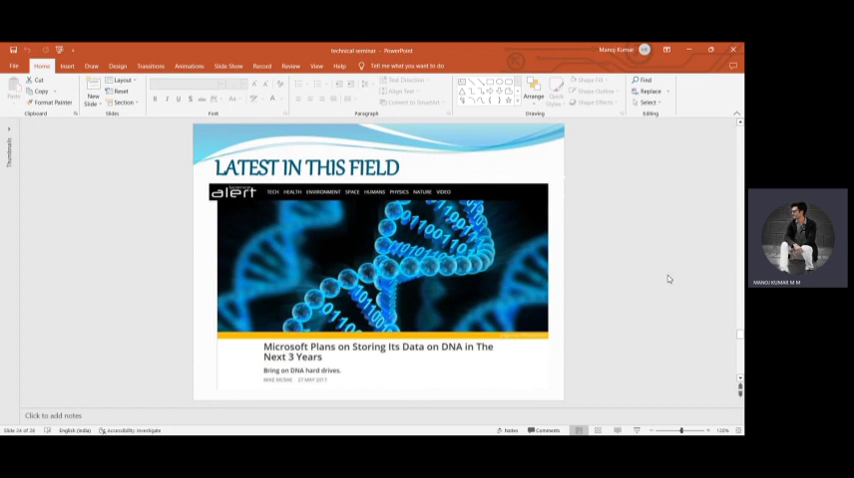 technical seminar - PowerPoint
Manoj Kumar
File Home Insert Draw Design Transitions Animations Slide Show Record Review View Help Tell me what you want to do
Paste
Cut
Copy
Format Painter
Clipboard
New Slide
Layout
Reset
Section
Slides
Font
Text Direction
Align Text
Convert to SmartArt
Paragraph
Arrange
Quick Styles
Shape Fill
Shape Outline
Shape Effects
Drawing
Find
Replace
Select
Editing
Thumbnails
LATEST IN THIS FIELD
alert TECH HEALTH ENVIRONMENT SPACE HUMANS PHYSICS NATURE VIDEO
Microsoft Plans on Storing Its Data on DNA in The
Next 3 Years
Bring on DNA hard drives.
27 MAY 2017
MANOJ KUMAR M M
Click to add notes
Slide 24 of 26 English (India) Accessibility: Investigate Notes Comments